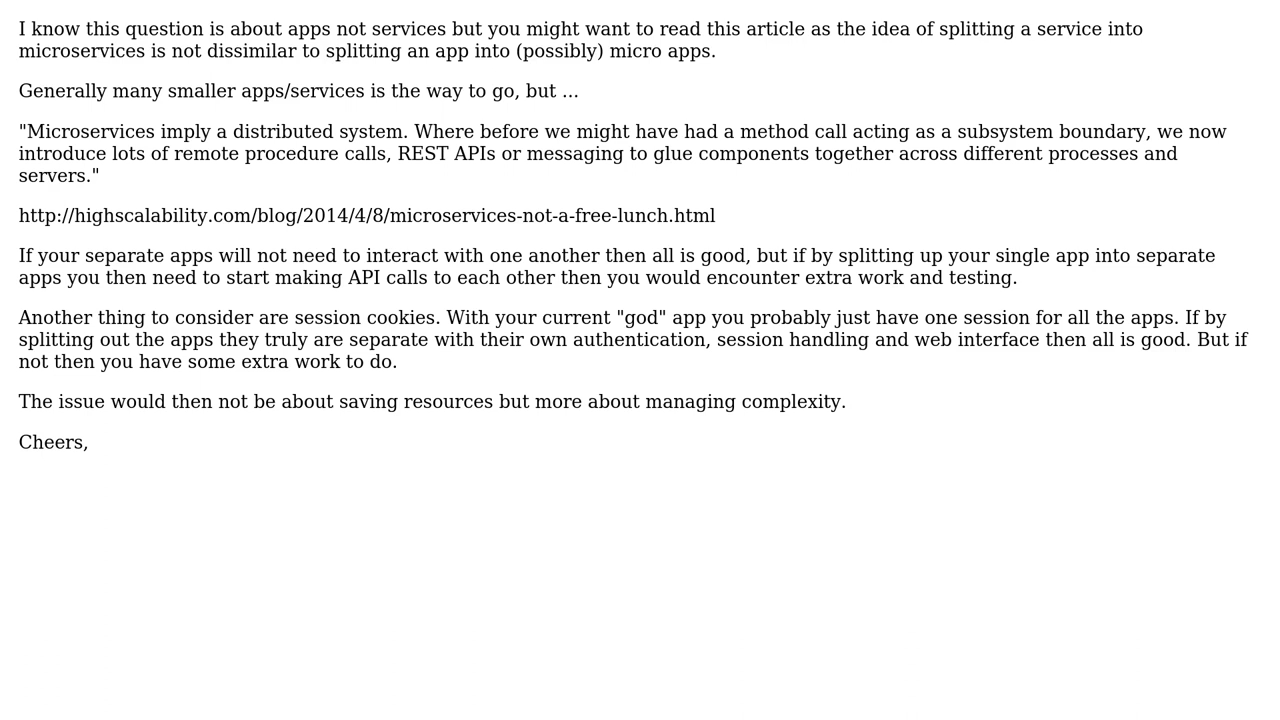 I know this question is about apps not services but you might want to read this article as the idea of splitting a service into
microservices is not dissimilar to splitting an app into (possibly) micro apps.
Generally many smaller apps/services is the way to go, but ...
"Microservices imply a distributed system. Where before we might have had a method call acting as a subsystem boundary, we now
introduce lots of remote procedure calls, REST APIs or messaging to glue components together across different processes and
servers."
http://highscalability.com/blog/2014/4/8/microservices-not-a-free-lunch.html
If your separate apps will not need to interact with one another then all is good, but if by splitting up your single app into separate
apps you then need to start making API calls to each other then you would encounter extra work and testing.
Another thing to consider are session cookies. With your current "god" app you probably just have one session for all the apps. If by
splitting out the apps they truly are separate with their own authentication, session handling and web interface then all is good. But if
not then you have some extra work to do.
The issue would then not be about saving resources but more about managing complexity.
Cheers,